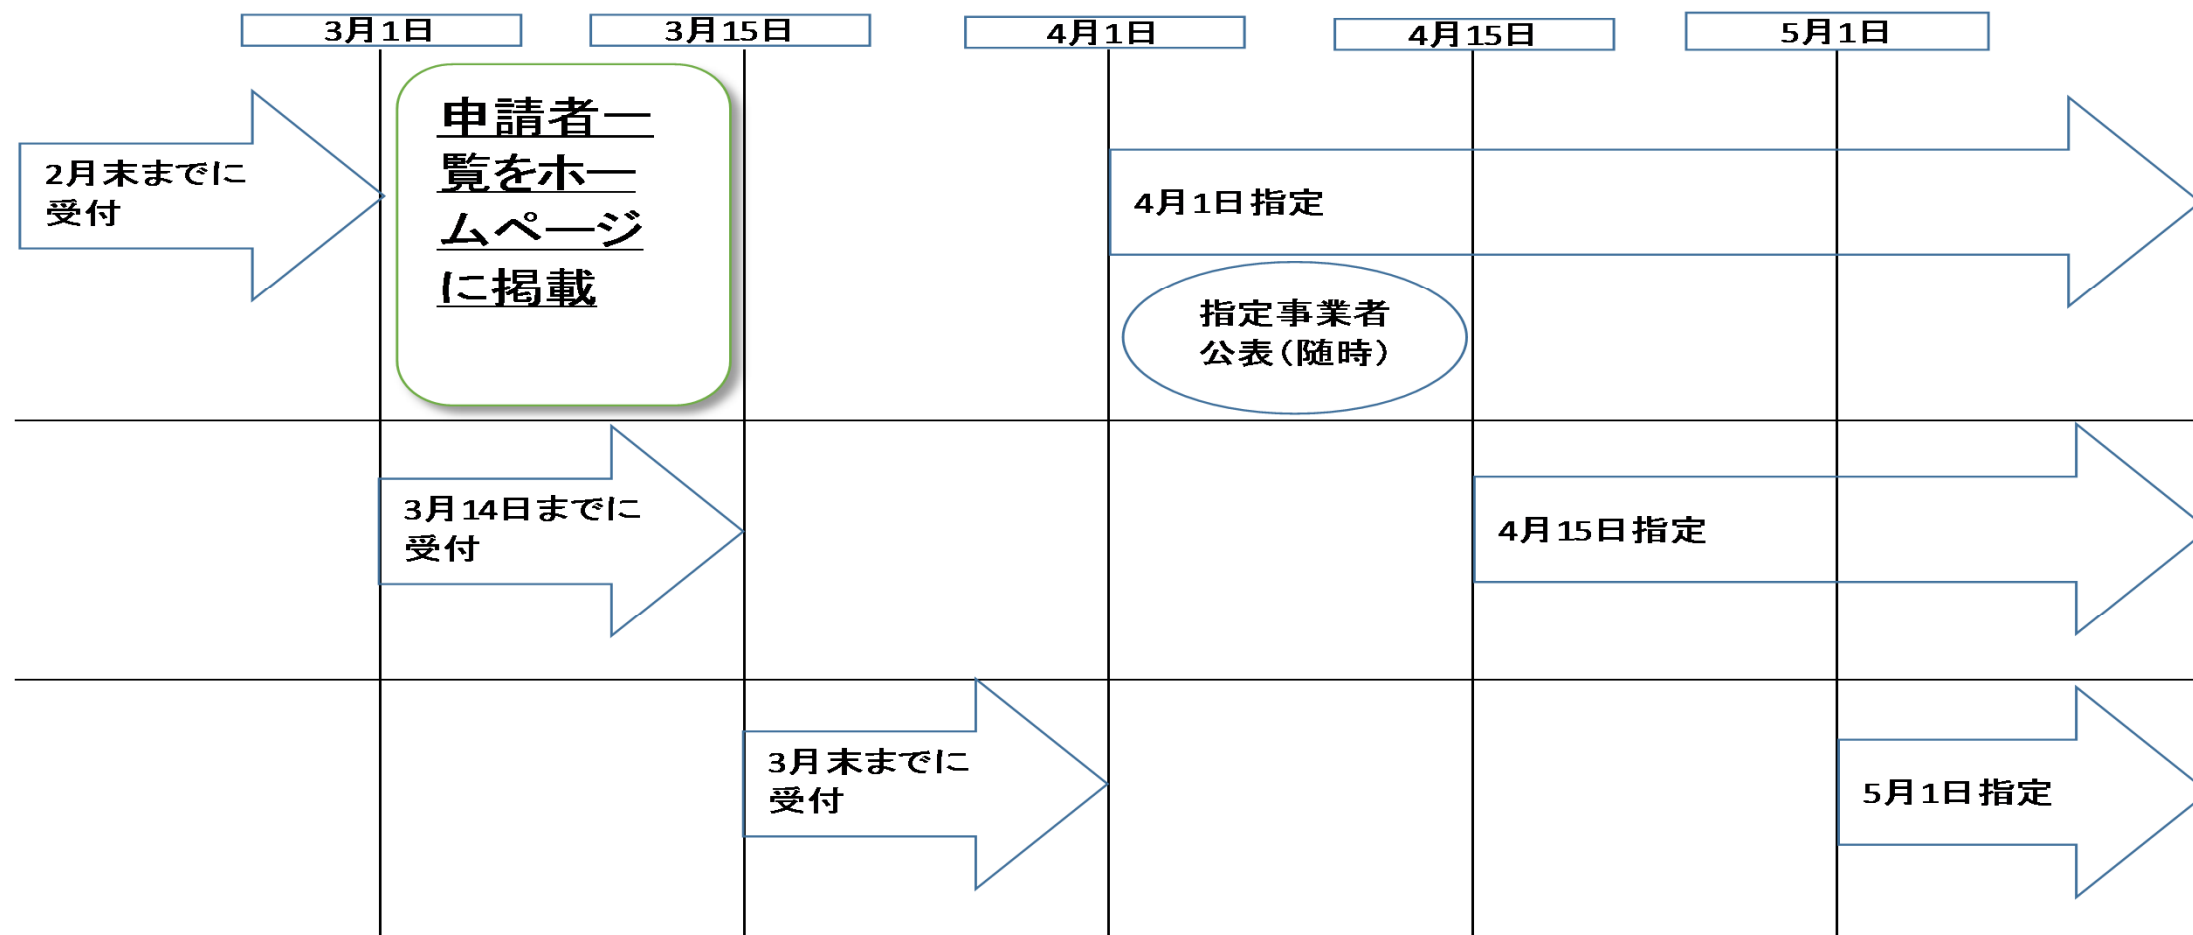 3月1日
3月15日
4月1日
4月15日
5月1日
2月末までに
受付
申請者一
覧をホー
ムページ
に掲載
4月1日指定
指定事業者
公表(随時)
3月14日までに
受付
4月15日指定
3月末までに
受付
5月1日指定